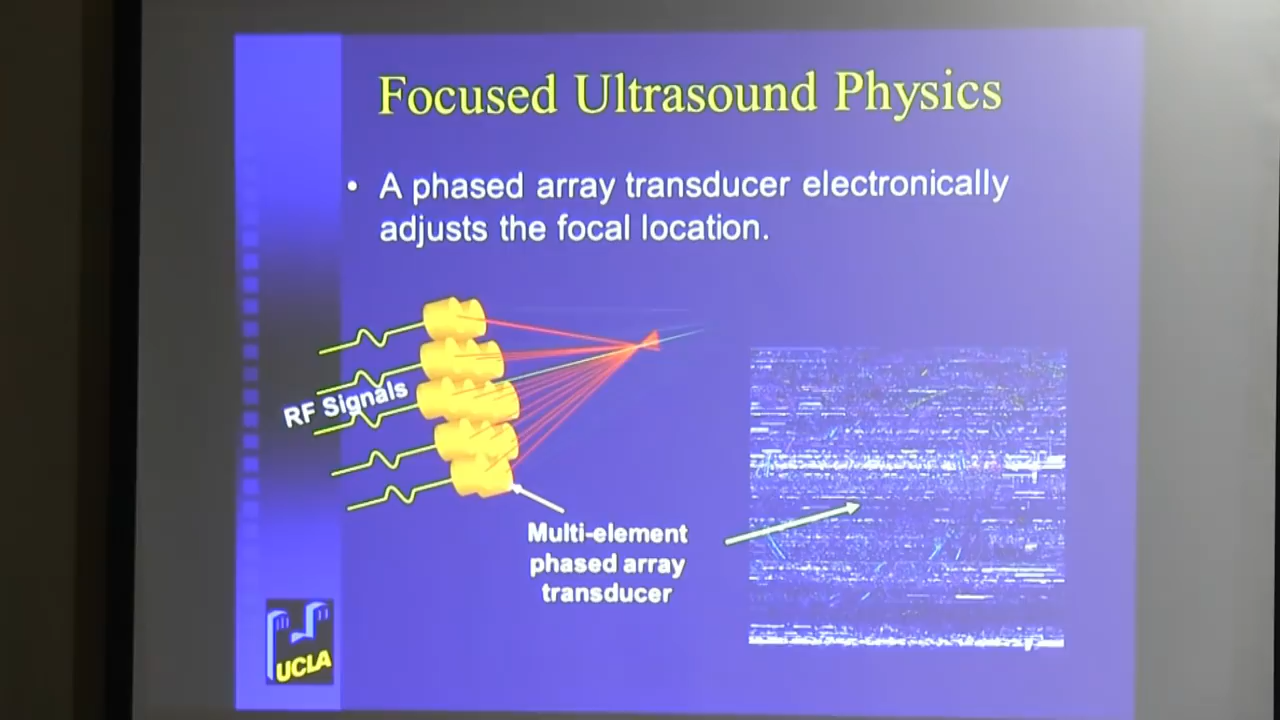 Focused Ultrasound Physics
• A phased array transducer electronically
adjusts the focal location.
RF Signals
Multi-element
phased array
transducer
UCLA